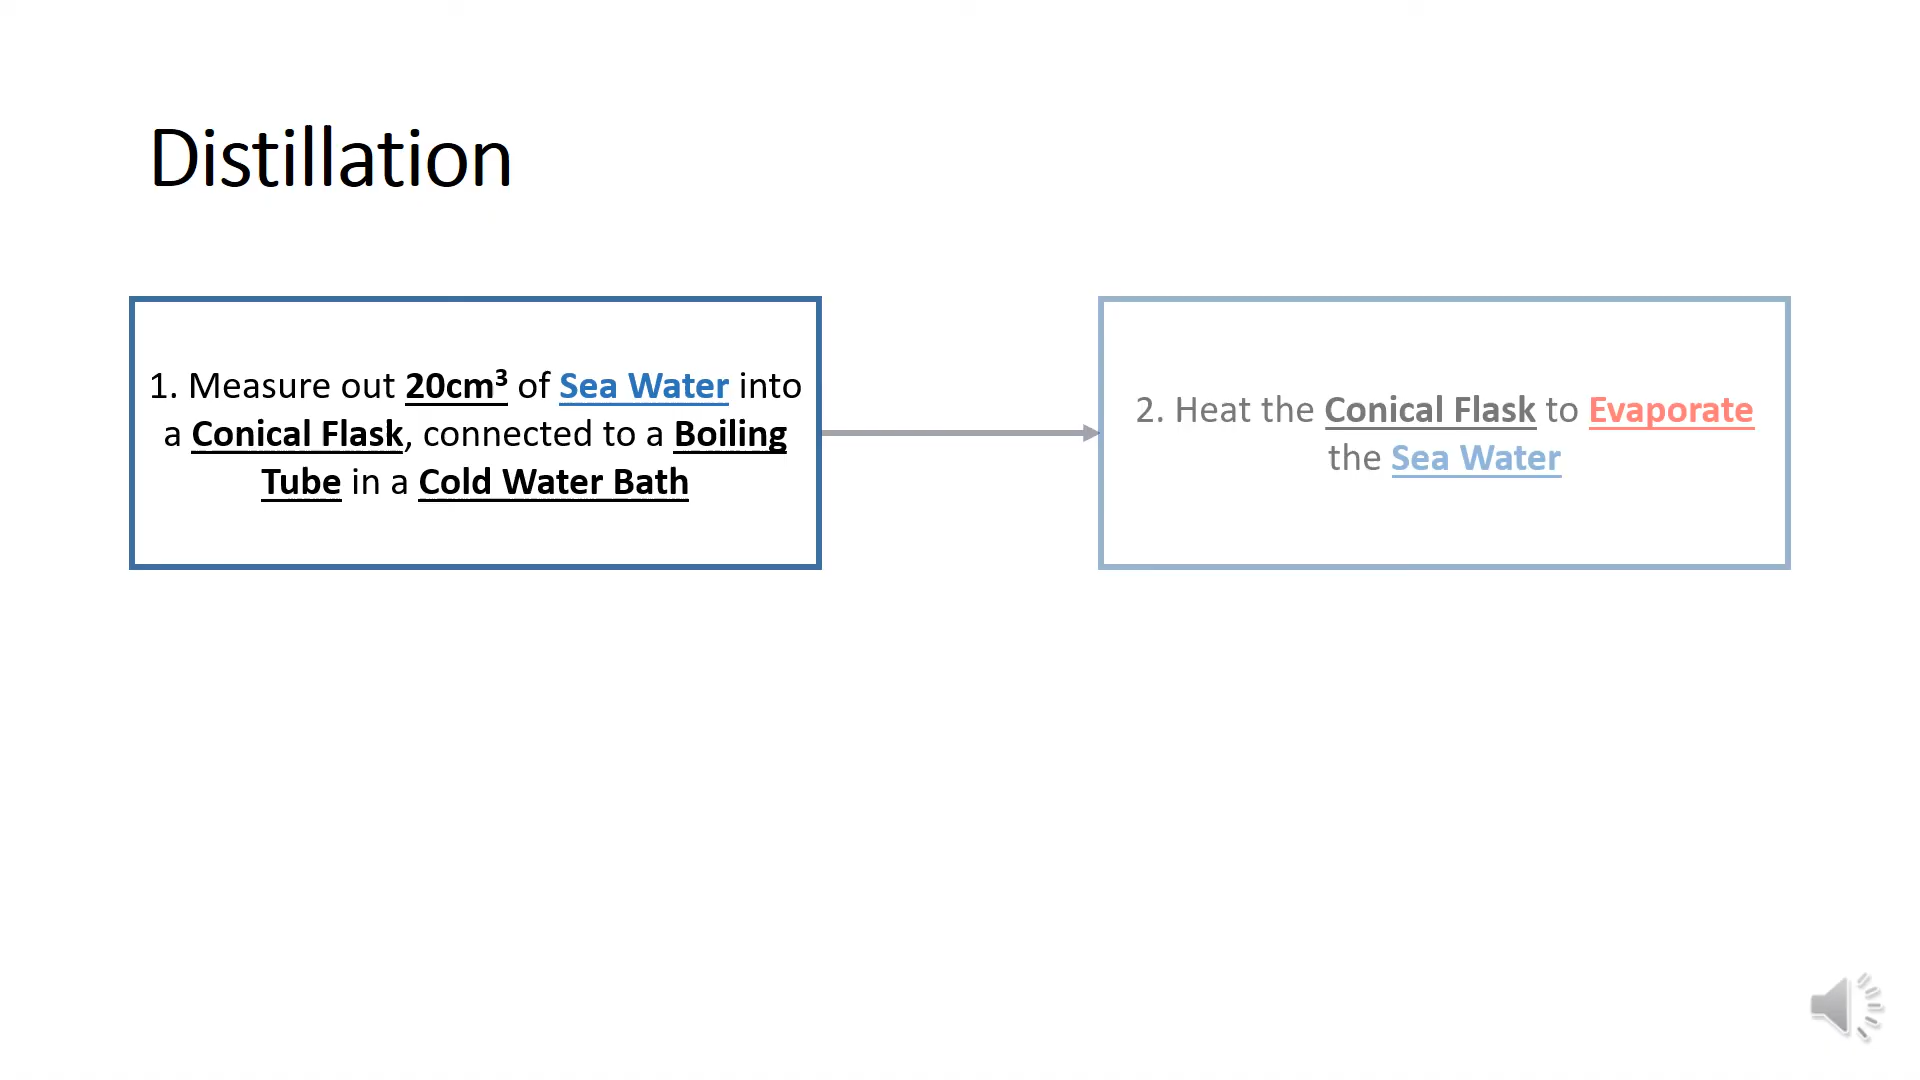 Distillation
1. Measure out 20cm³ of Sea Water into
a Conical Flask, connected to a Boiling
Tube in a Cold Water Bath
2. Heat the Conical Flask to Evaporate
the Sea Water